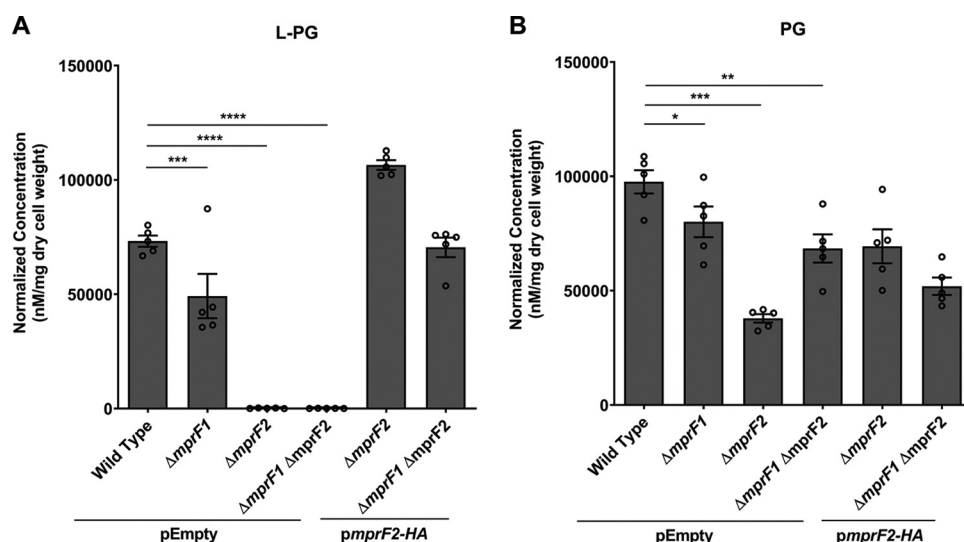 A
L-PG
Normalized Concentration
(nM/mg dry cell weight)
150000
100000
50000
0
***
****
****
Wild Type
ΔmprF1
ΔmprF2
ΔmprF1 ΔmprF2
ΔmprF2
ΔmprF1 ΔmprF2
pEmpty
pmprF2-HA
B
PG
Normalized Concentration
(nM/mg dry cell weight)
150000
100000
50000
0
**
***
*
Wild Type
ΔmprF1
ΔmprF2
ΔmprF1 ΔmprF2
ΔmprF2
ΔmprF1 ΔmprF2
pEmpty
pmprF2-HA